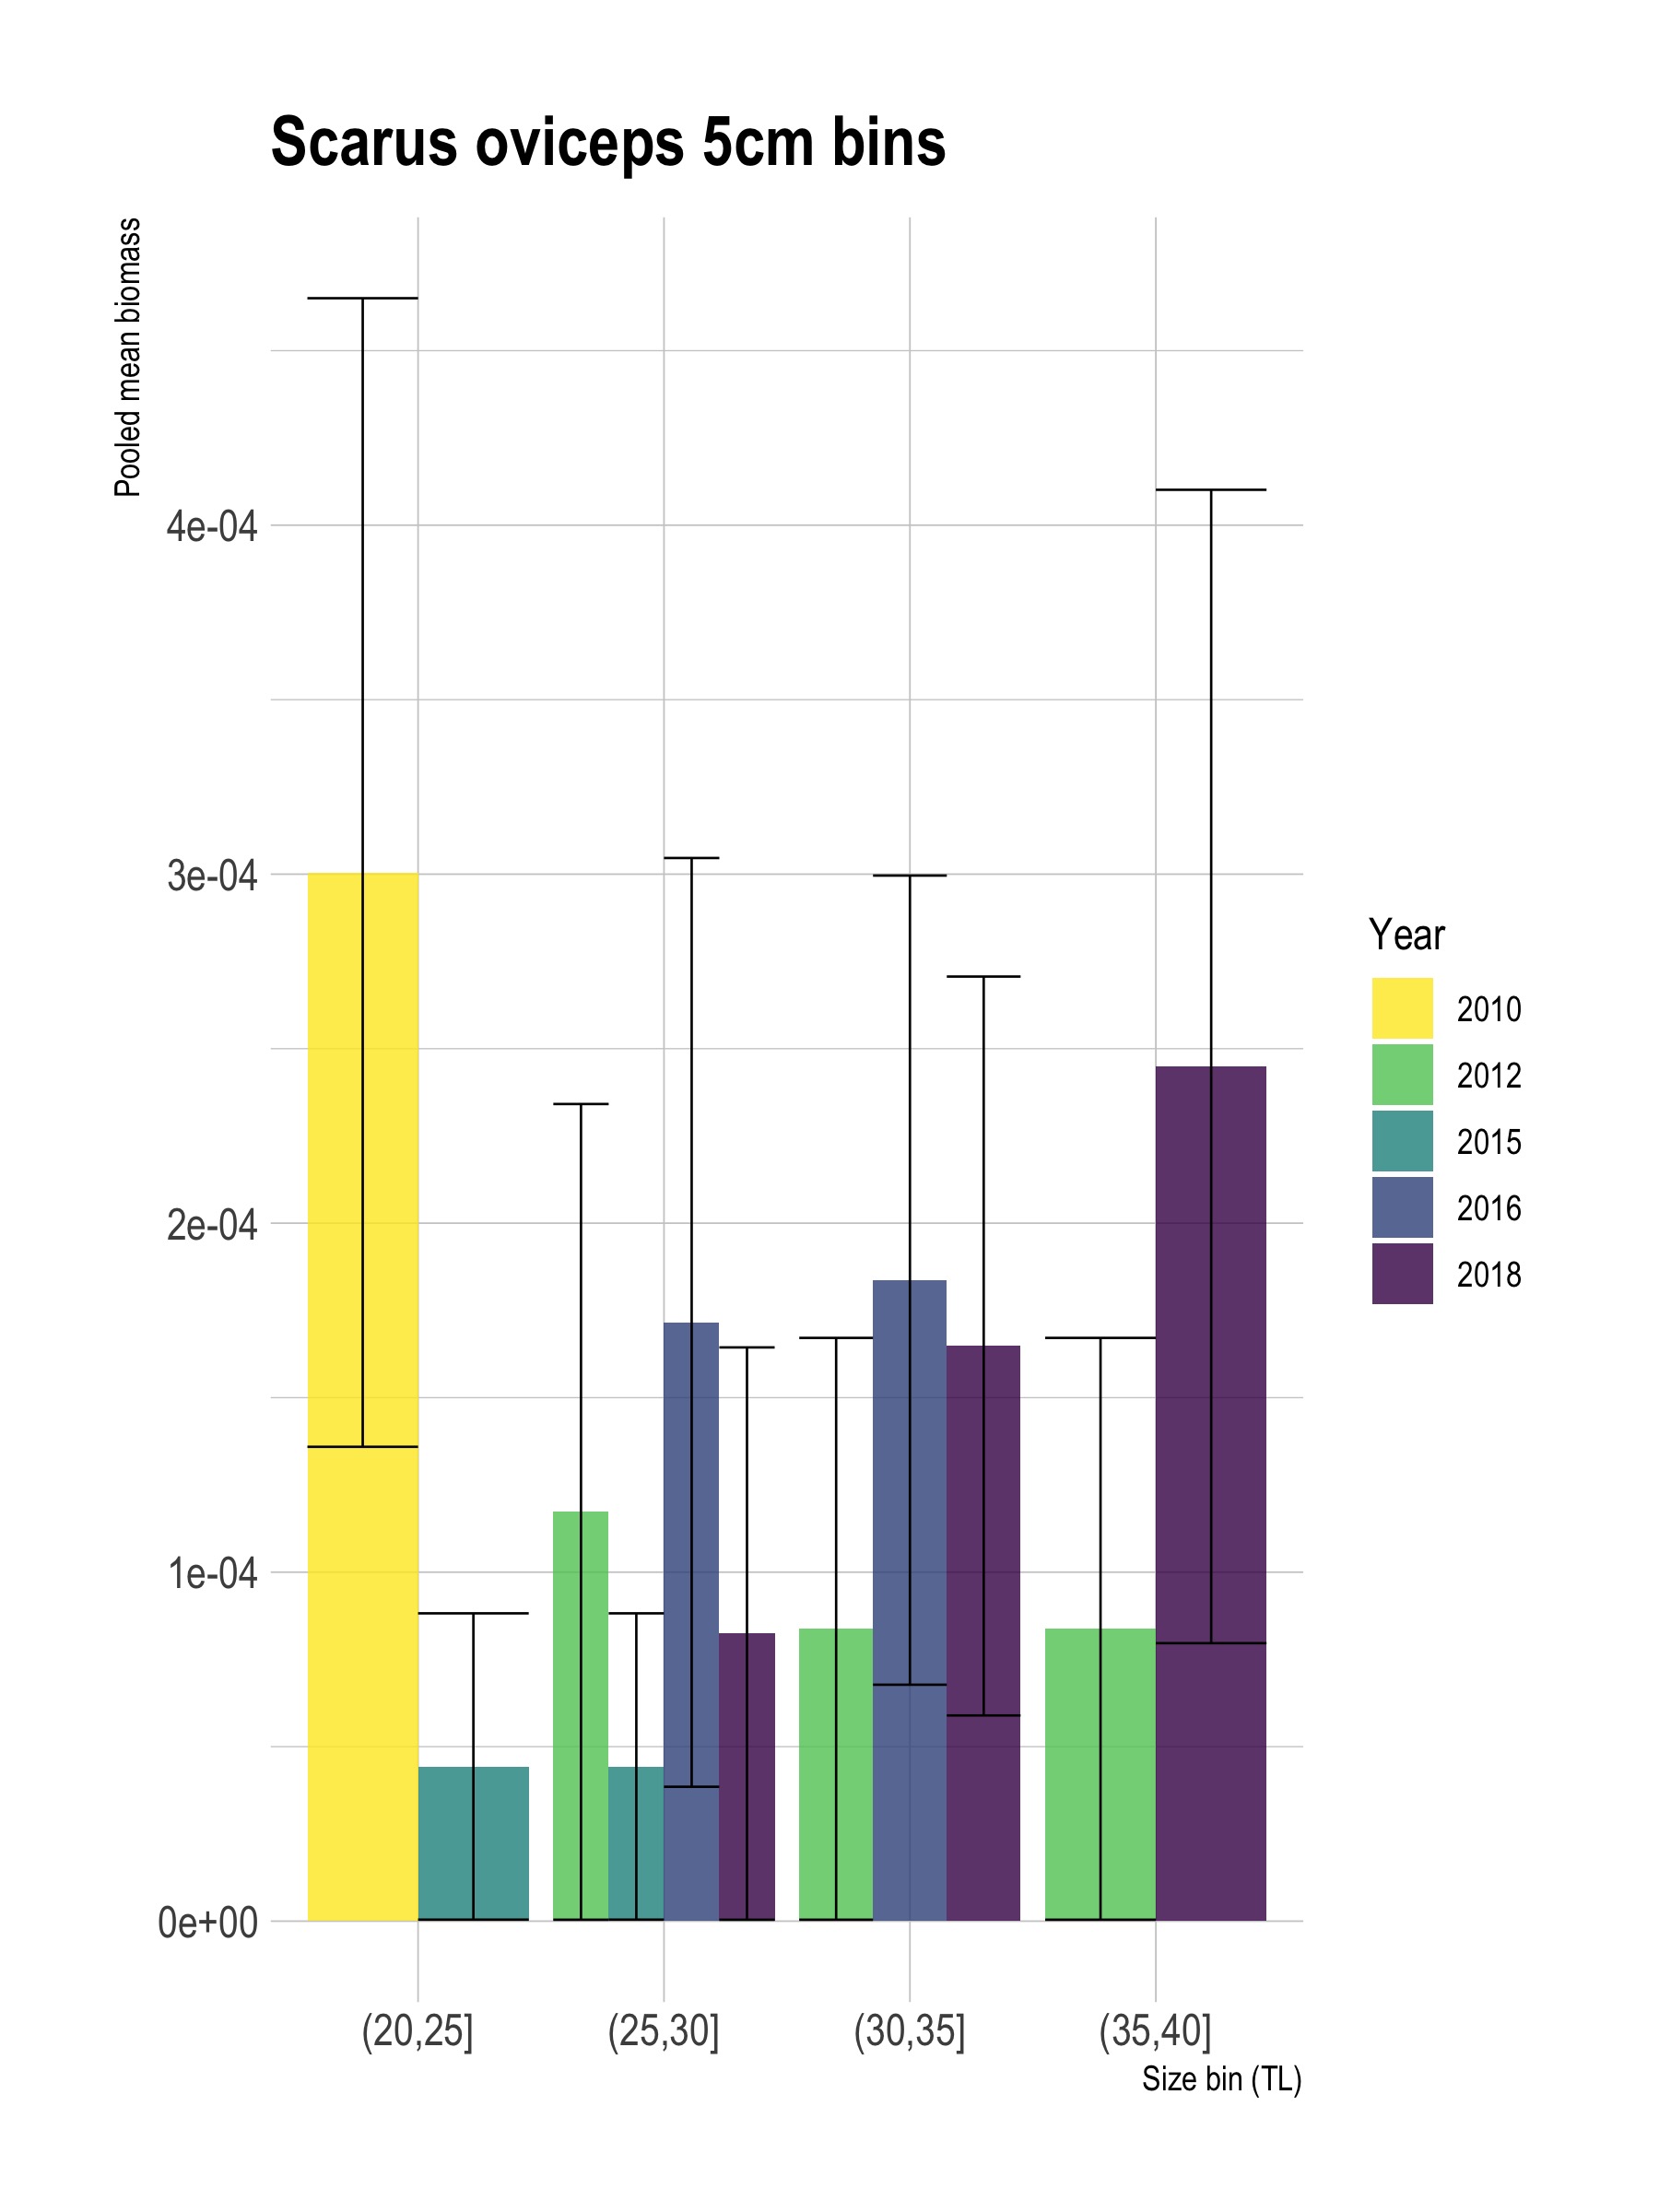 Scarus oviceps 5cm bins
Pooled mean biomass
4e-04
3e-04
2e-04
1e-04
0e+00
(20,25]
(25,30]
(30,35]
(35,40]
Size bin (TL)
Year
2010
2012
2015
2016
2018